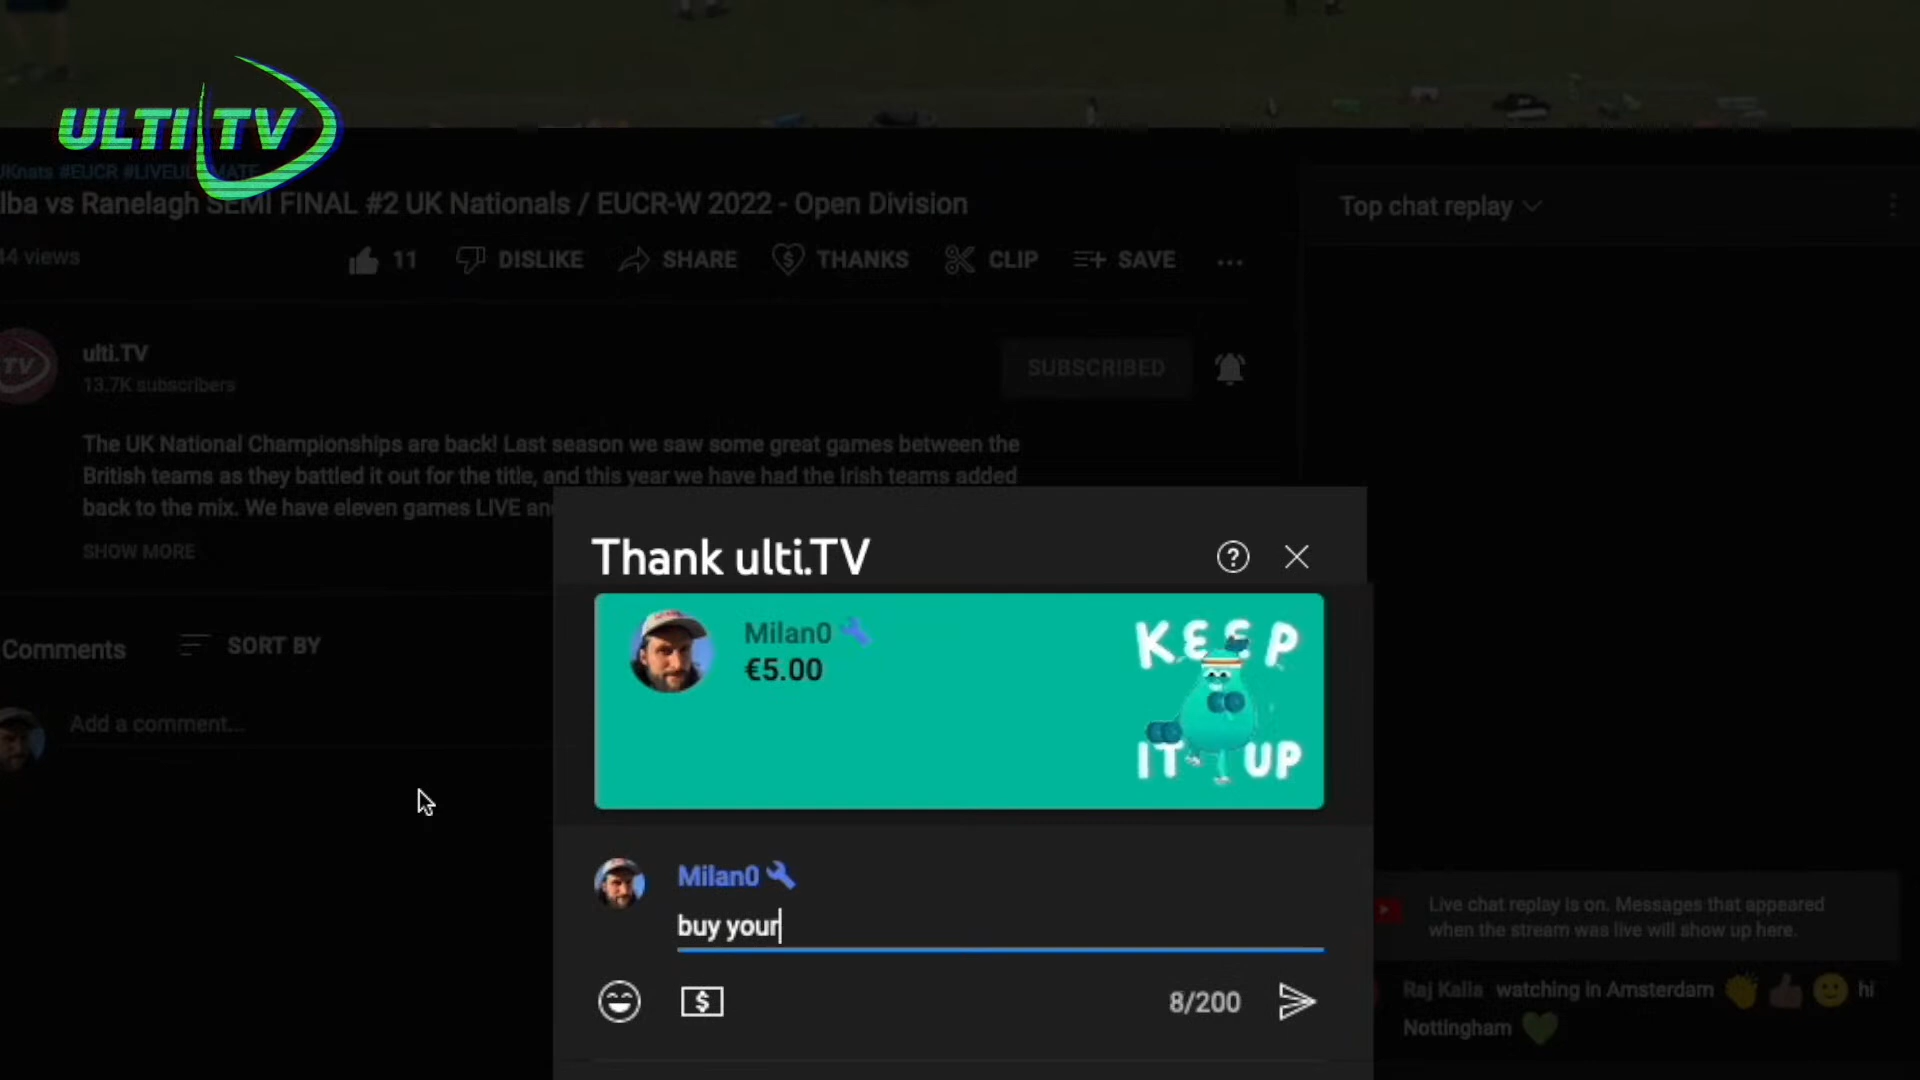 ULTI TV
#EUCR
lba vs Ranelagh SEMI FINAL #2 UK Nationals / EUCR-W 2022 - Open Division
Top chat replay
44 views
11 DISLIKE SHARE THANKS CLIP SAVE ...
TV
ulti.TV
13.7K subscribers
SUBSCRIBED
The UK National Championships are back! Last season we saw some great games between the
British teams as they battled it out for the title, and this year we have had the Irish teams added
back to the mix. We have eleven games LIVE an
SHOW MORE
Thank ulti.TV
Milan0
€5.00
KEEP
IT UP
Comments SORT BY
Add a comment...
Milan0
buy your
8/200
Live chat replay is on. Messages that appeared
when the stream was live will show up here.
Raj Kalia watching in Amsterdam 👏 👍 🙂 hi
Nottingham 💚